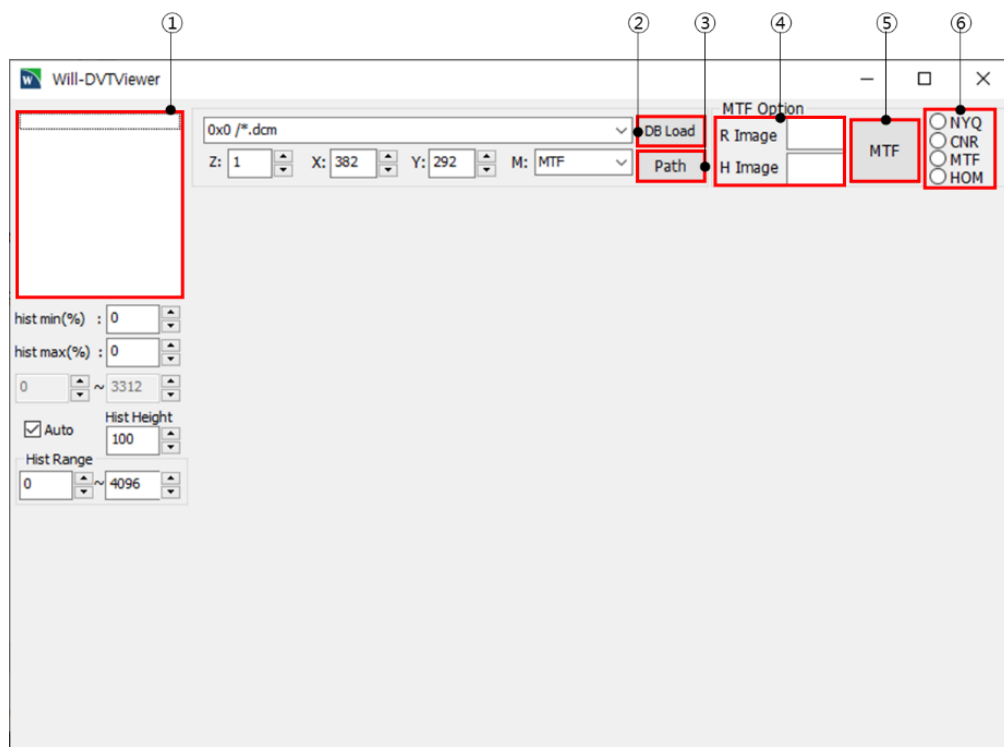 ① ② ③ ④ ⑤ ⑥
Will-DVTViewer
MTF Option
0x0 /*.dcm DB Load R Image MTF NYQ
CNR
Z: 1 X: 382 Y: 292 M: MTF Path H Image MTF
HOM
hist min(%) : 0
hist max(%) : 0
0 ~ 3312
Auto Hist Height
100
Hist Range
0 ~ 4096